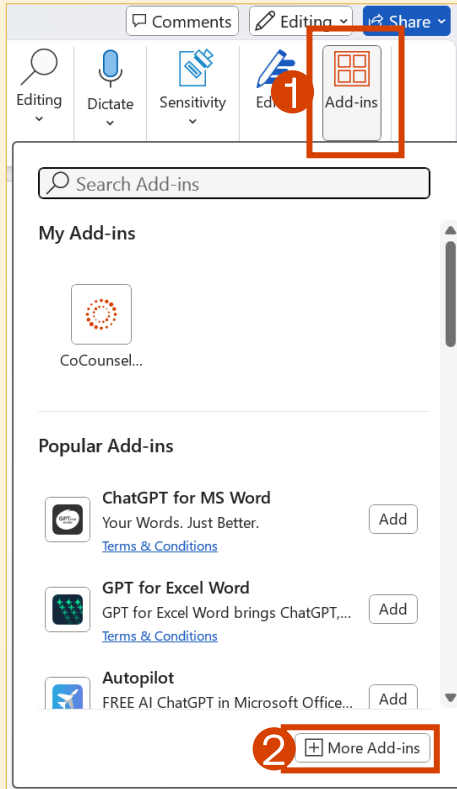 Comments
Editing
Share
Editing
Dictate
Sensitivity
Add-ins
1
Search Add-ins
My Add-ins
CoCounsel...
Popular Add-ins
ChatGPT for MS Word
Your Words. Just Better.
Add
Terms & Conditions
GPT for Excel Word
GPT for Excel Word brings ChatGPT,...
Add
Terms & Conditions
Autopilot
FREE AI ChatGPT in Microsoft Office...
Add
2
More Add-ins